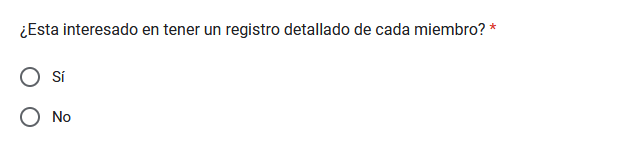 ¿Esta interesado en tener un registro detallado de cada miembro? *
Sí
No